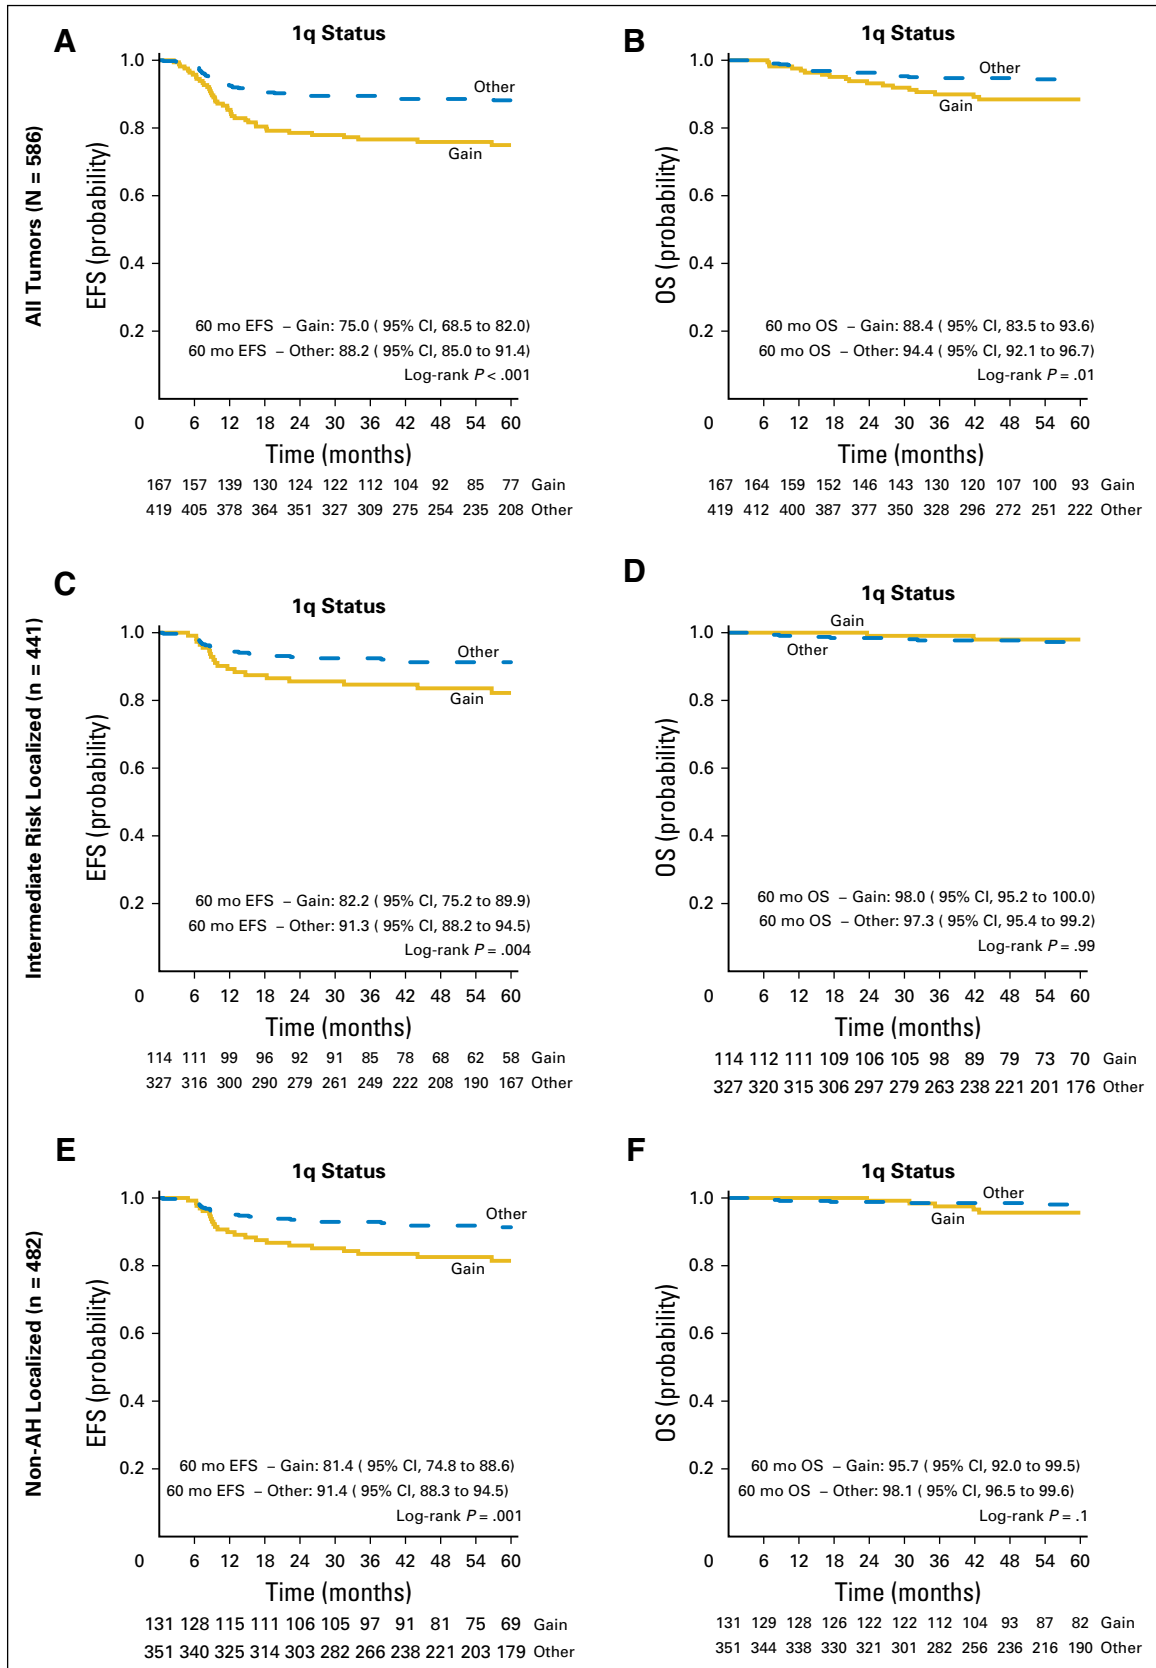 All Tumors (N = 586)
A
1q Status
EFS (probability)
1.0
0.8
0.6
0.4
0.2
Other
Gain
60 mo EFS – Gain: 75.0 ( 95% CI, 68.5 to 82.0)
60 mo EFS – Other: 88.2 ( 95% CI, 85.0 to 91.4)
Log-rank P < .001
0 6 12 18 24 30 36 42 48 54 60
Time (months)
167 157 139 130 124 122 112 104 92 85 77 Gain
419 405 378 364 351 327 309 275 254 235 208 Other
B
1q Status
OS (probability)
1.0
0.8
0.6
0.4
0.2
Other
Gain
60 mo OS – Gain: 88.4 ( 95% CI, 83.5 to 93.6)
60 mo OS – Other: 94.4 ( 95% CI, 92.1 to 96.7)
Log-rank P = .01
0 6 12 18 24 30 36 42 48 54 60
Time (months)
167 164 159 152 146 143 130 120 107 100 93 Gain
419 412 400 387 377 350 328 296 272 251 222 Other
Intermediate Risk Localized (n = 441)
C
1q Status
EFS (probability)
1.0
0.8
0.6
0.4
0.2
Other
Gain
60 mo EFS – Gain: 82.2 ( 95% CI, 75.2 to 89.9)
60 mo EFS – Other: 91.3 ( 95% CI, 88.2 to 94.5)
Log-rank P = .004
0 6 12 18 24 30 36 42 48 54 60
Time (months)
114 111 99 96 92 91 85 78 68 62 58 Gain
327 316 300 290 279 261 249 222 208 190 167 Other
D
1q Status
OS (probability)
1.0
0.8
0.6
0.4
0.2
Gain
Other
60 mo OS – Gain: 98.0 ( 95% CI, 95.2 to 100.0)
60 mo OS – Other: 97.3 ( 95% CI, 95.4 to 99.2)
Log-rank P = .99
0 6 12 18 24 30 36 42 48 54 60
Time (months)
114 112 111 109 106 105 98 89 79 73 70 Gain
327 320 315 306 297 279 263 238 221 201 176 Other
Non-AH Localized (n = 482)
E
1q Status
EFS (probability)
1.0
0.8
0.6
0.4
0.2
Other
Gain
60 mo EFS – Gain: 81.4 ( 95% CI, 74.8 to 88.6)
60 mo EFS – Other: 91.4 ( 95% CI, 88.3 to 94.5)
Log-rank P = .001
0 6 12 18 24 30 36 42 48 54 60
Time (months)
131 128 115 111 106 105 97 91 81 75 69 Gain
351 340 325 314 303 282 266 238 221 203 179 Other
F
1q Status
OS (probability)
1.0
0.8
0.6
0.4
0.2
Other
Gain
60 mo OS – Gain: 95.7 ( 95% CI, 92.0 to 99.5)
60 mo OS – Other: 98.1 ( 95% CI, 96.5 to 99.6)
Log-rank P = .1
0 6 12 18 24 30 36 42 48 54 60
Time (months)
131 129 128 126 122 122 112 104 93 87 82 Gain
351 344 338 330 321 301 282 256 236 216 190 Other